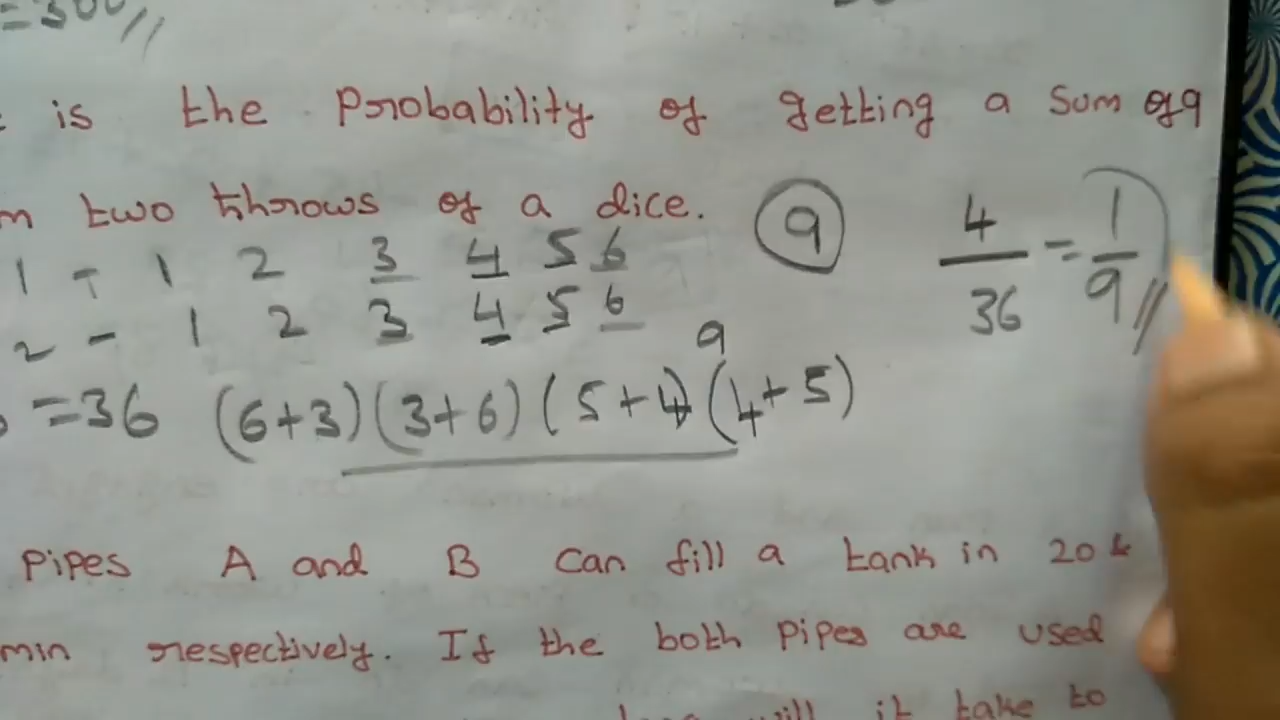 =300//
is the Probability of getting a Sum of 9
two throws of a dice. 9 4/36 = 1/9 //
1 - 1 2 3 4 5 6
2 - 1 2 3 4 5 6
9
=36 (6+3) (3+6) (5+4) (4+5)
Pipes A and B Can fill a tank in 20 &
min respectively. If the both Pipes are used
will it take to